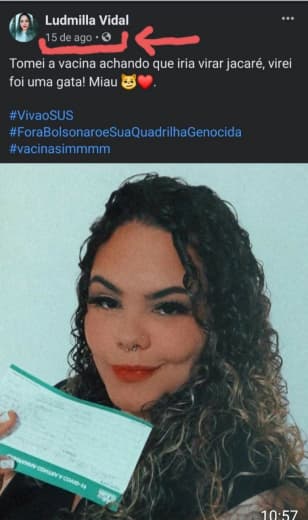 Ludmilla Vidal
15 de ago •
Tomei a vacina achando que iria virar jacaré, virei
foi uma gata! Miau 😼❤️.
#VivaoSUS
#ForaBolsonaroeSuaQuadrilhaGenocida
#vacinasimmmm
10:57